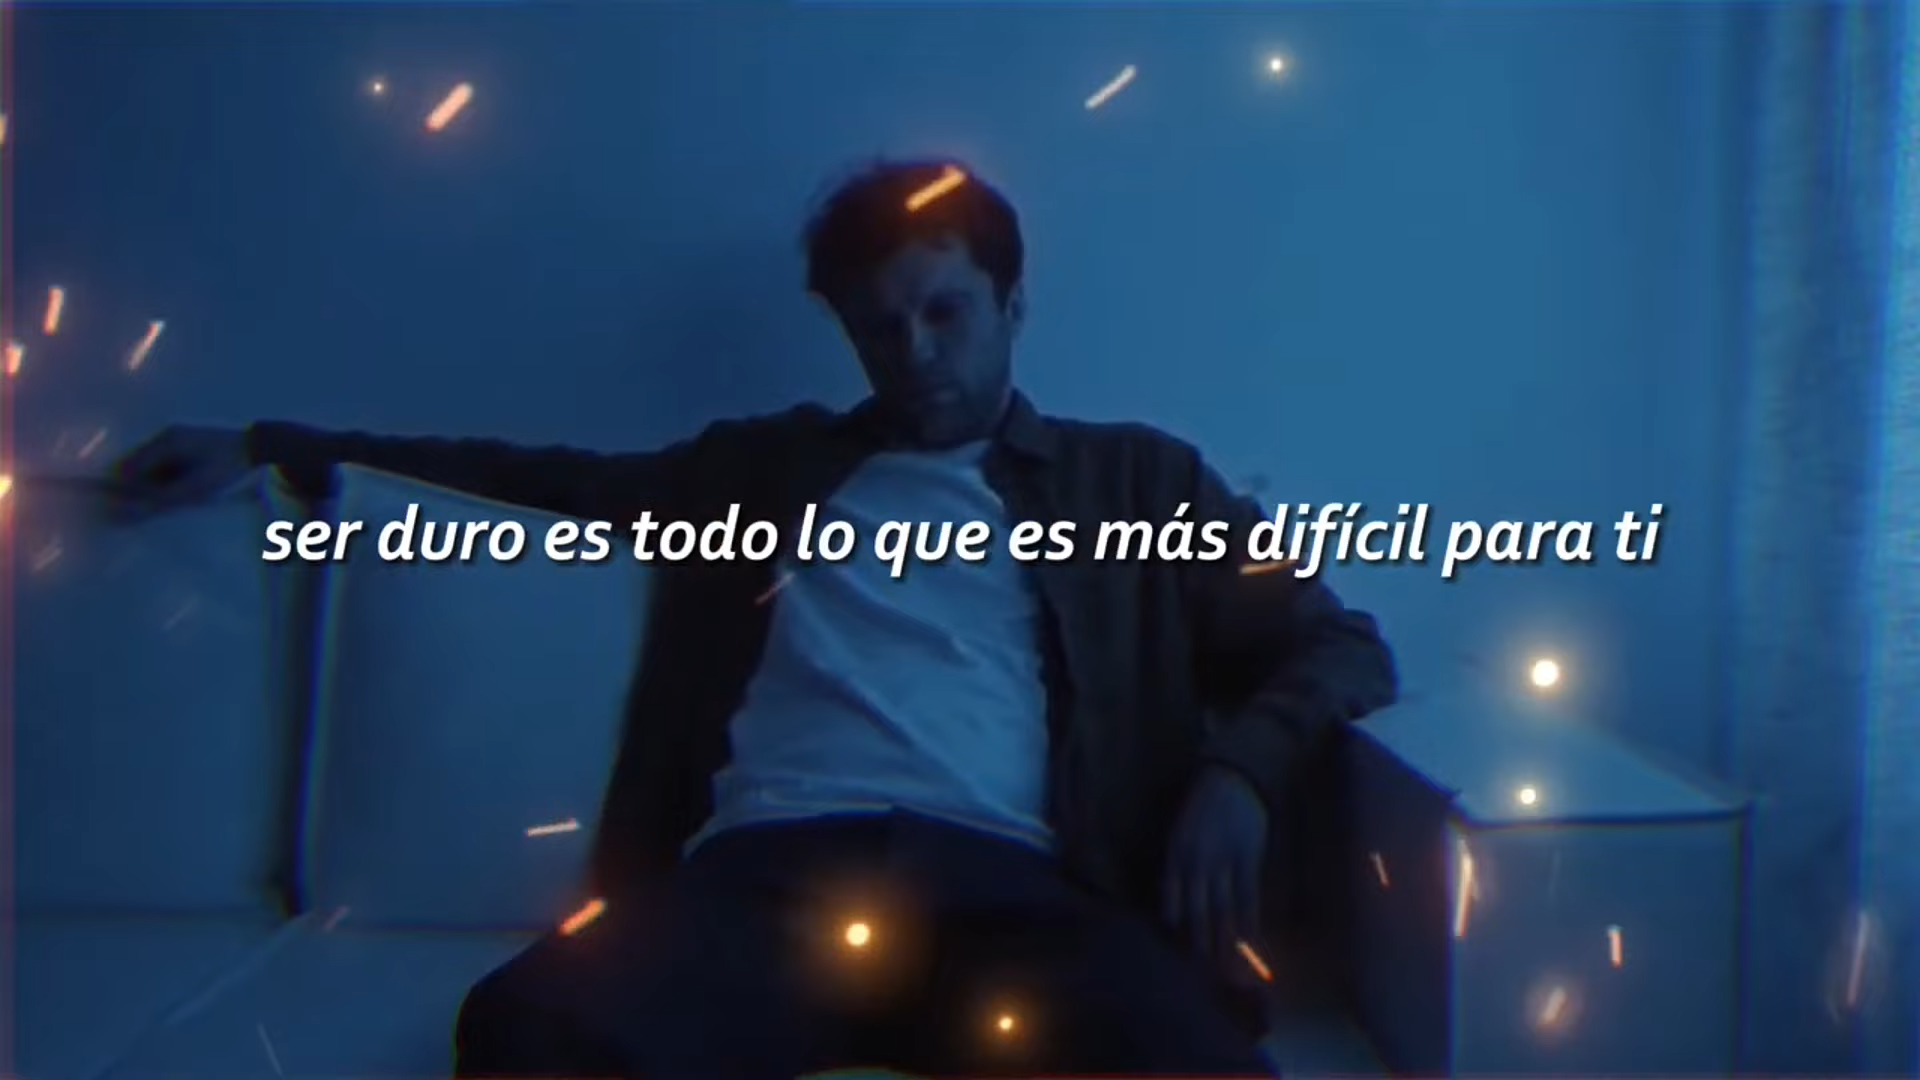 ser duro es todo lo que es más difícil para ti